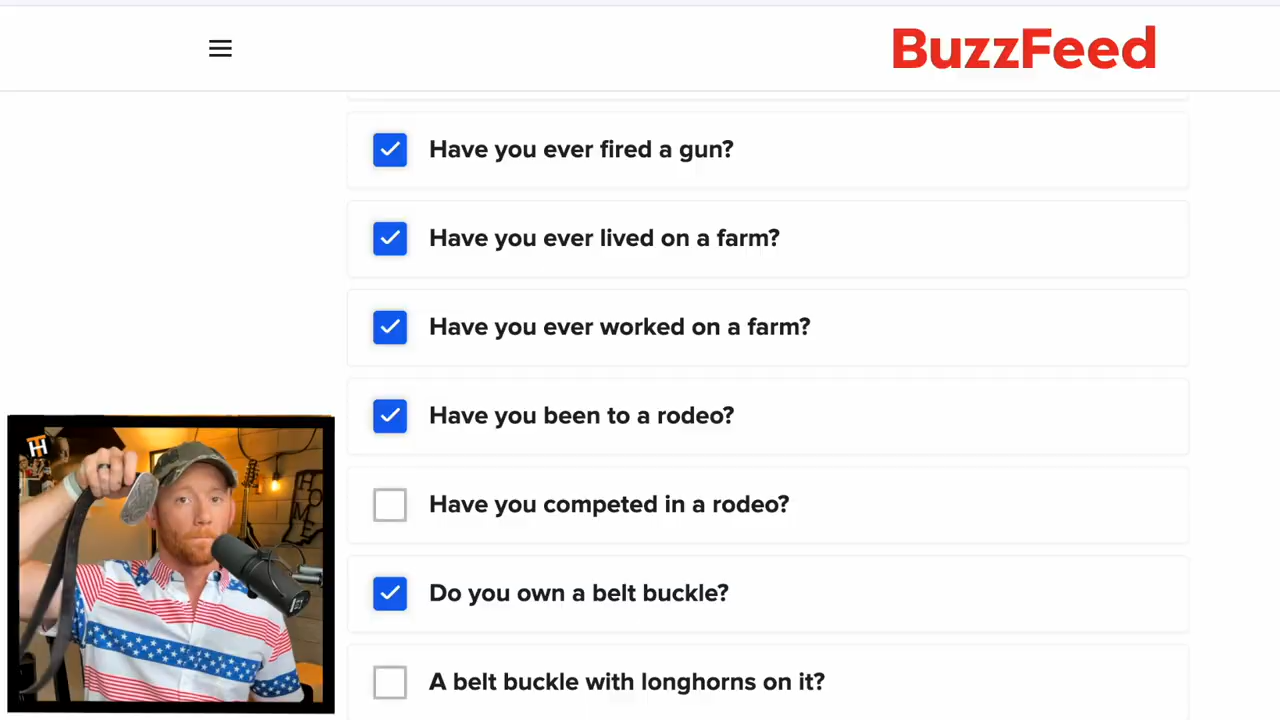 BuzzFeed
Have you ever fired a gun?
Have you ever lived on a farm?
Have you ever worked on a farm?
Have you been to a rodeo?
Have you competed in a rodeo?
Do you own a belt buckle?
A belt buckle with longhorns on it?
HOME